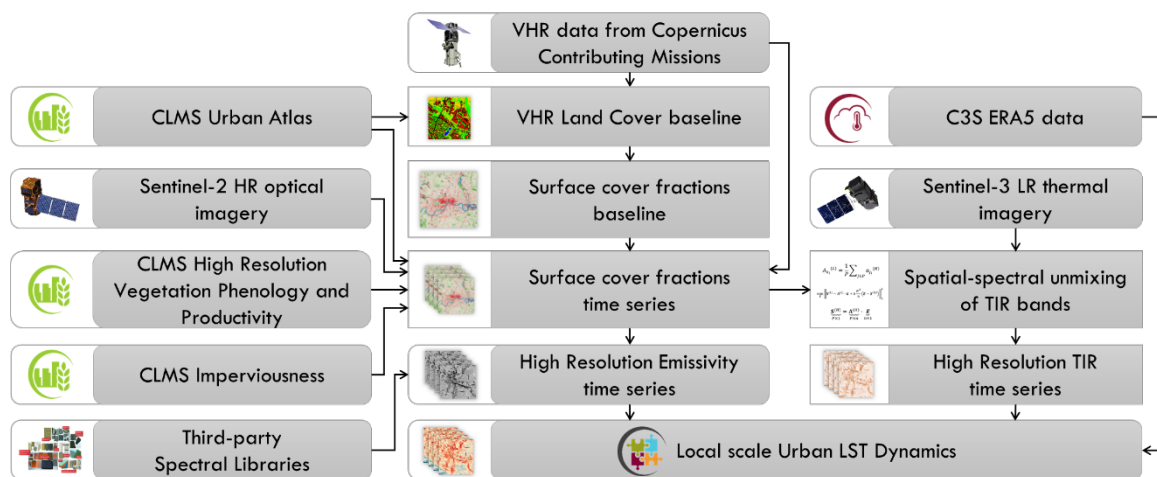 VHR data from Copernicus
Contributing Missions
CLMS Urban Atlas
VHR Land Cover baseline
C3S ERA5 data
Sentinel-2 HR optical
imagery
Surface cover fractions
baseline
Sentinel-3 LR thermal
imagery
CLMS High Resolution
Vegetation Phenology and
Productivity
Surface cover fractions
time series
Spatial-spectral unmixing
of TIR bands
CLMS Imperviousness
High Resolution Emissivity
time series
High Resolution TIR
time series
Third-party
Spectral Libraries
Local scale Urban LST Dynamics